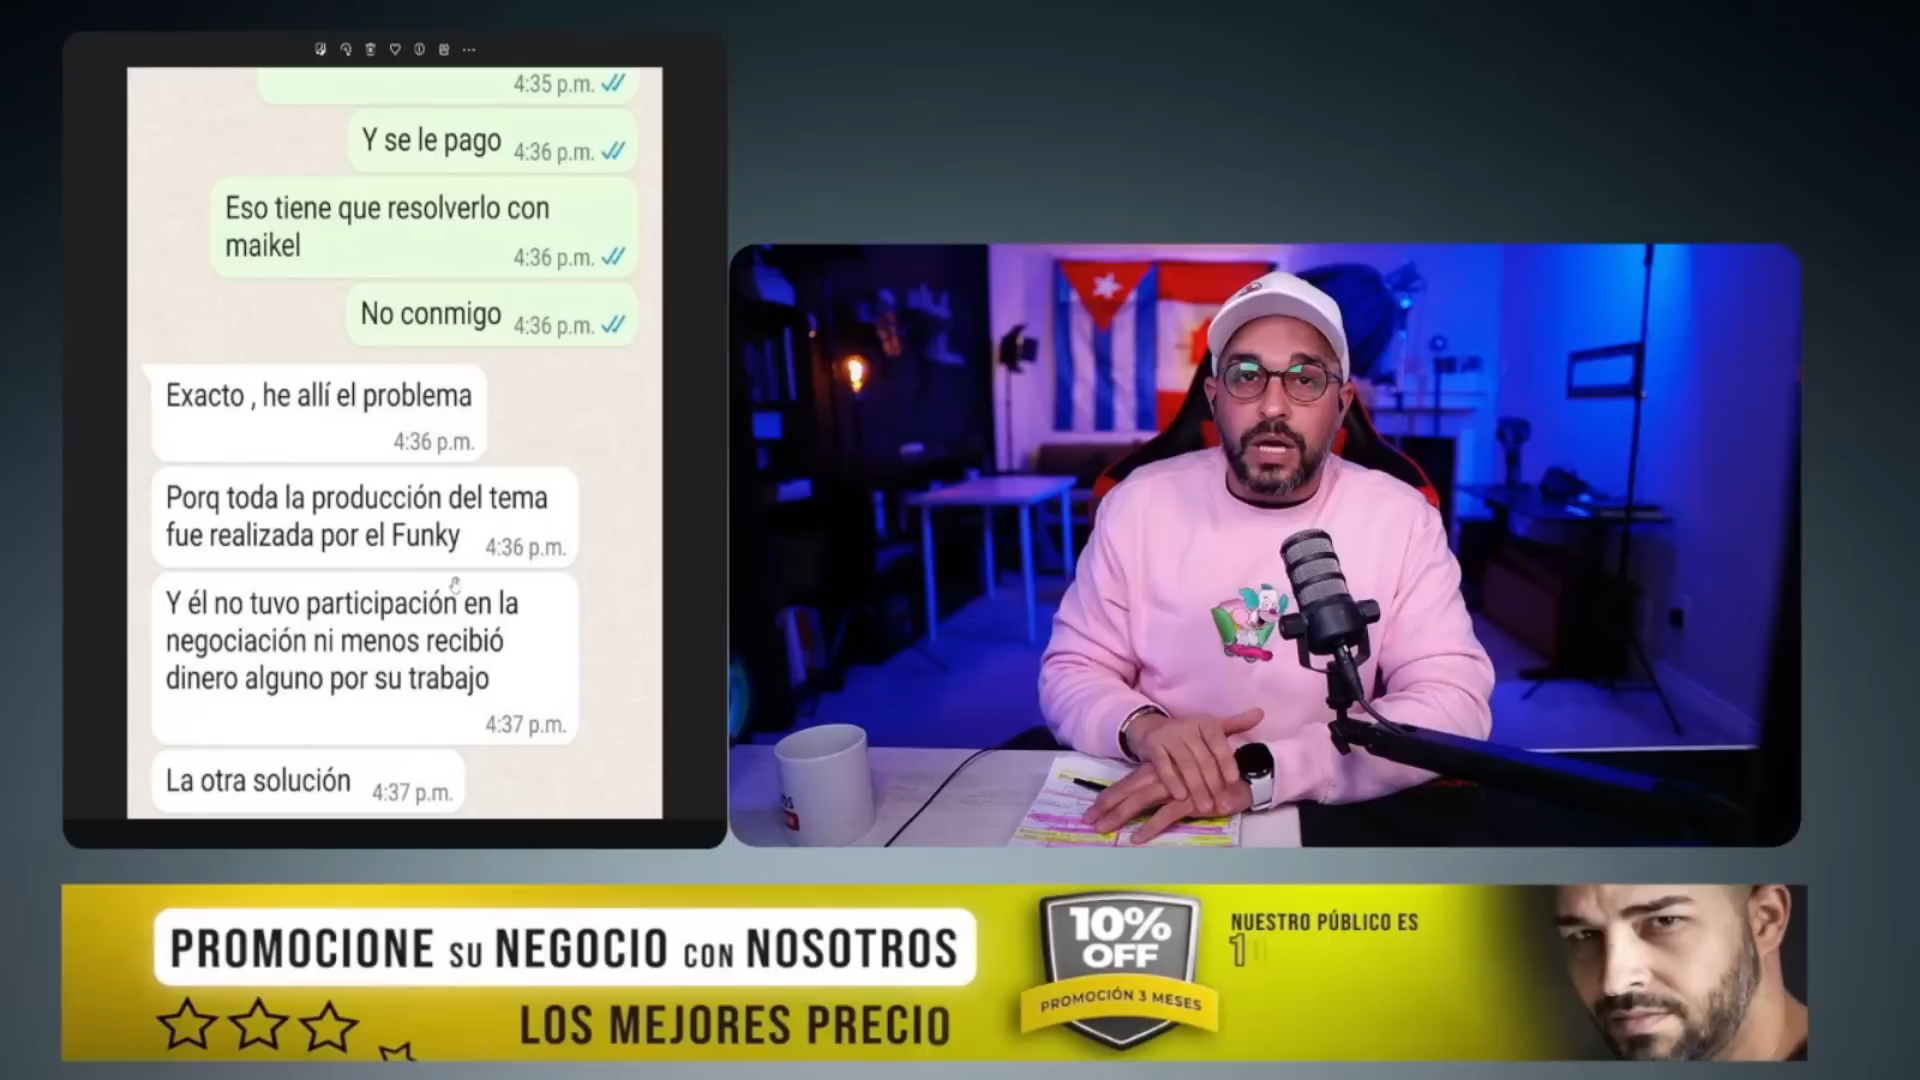 4:35 p.m.
Y se le pago 4:36 p.m.
Eso tiene que resolverlo con
maikel 4:36 p.m.
No conmigo 4:36 p.m.
Exacto , he allí el problema
4:36 p.m.
Porq toda la producción del tema
fue realizada por el Funky 4:36 p.m.
Y él no tuvo participación en la
negociación ni menos recibió
dinero alguno por su trabajo
4:37 p.m.
La otra solución 4:37 p.m.
PROMOCIONE SU NEGOCIO CON NOSOTROS
LOS MEJORES PRECIO
10%
OFF
PROMOCIÓN 3 MESES
NUESTRO PÚBLICO ES
1